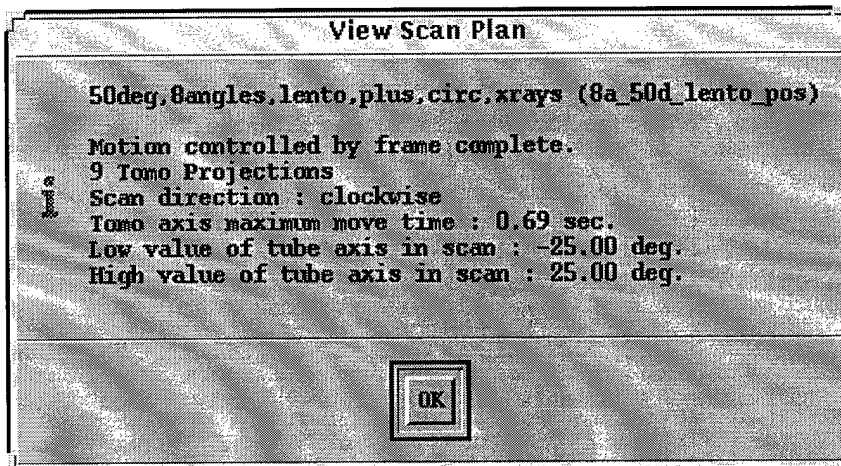 View Scan Plan
50deg,8angles,lento,plus,circ,xrays (8a_50d_lento_pos)
Motion controlled by frame complete.
9 Tomo Projections
Scan direction : clockwise
Tomo axis maximum move time : 0.69 sec.
Low value of tube axis in scan : -25.00 deg.
High value of tube axis in scan : 25.00 deg.
OK